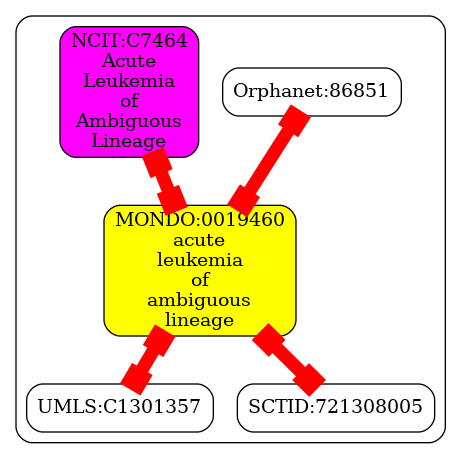 NCIT:C7464
Acute
Leukemia
of
Ambiguous
Lineage
Orphanet:86851
MONDO:0019460
acute
leukemia
of
ambiguous
lineage
UMLS:C1301357
SCTID:721308005